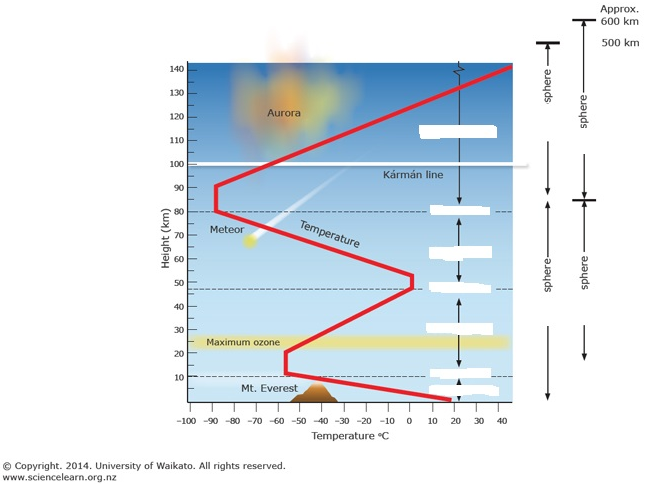 Approx.
600 km
500 km
140
130
120
110
100
90
80
70
60
50
40
30
20
10
Height (km)
Aurora
Kármán line
Meteor
Temperature
Maximum ozone
Mt. Everest
sphere
sphere
sphere
sphere
–100 –90 –80 –70 –60 –50 –40 –30 –20 –10 0 10 20 30 40
Temperature °C
© Copyright. 2014. University of Waikato. All rights reserved.
www.sciencelearn.org.nz